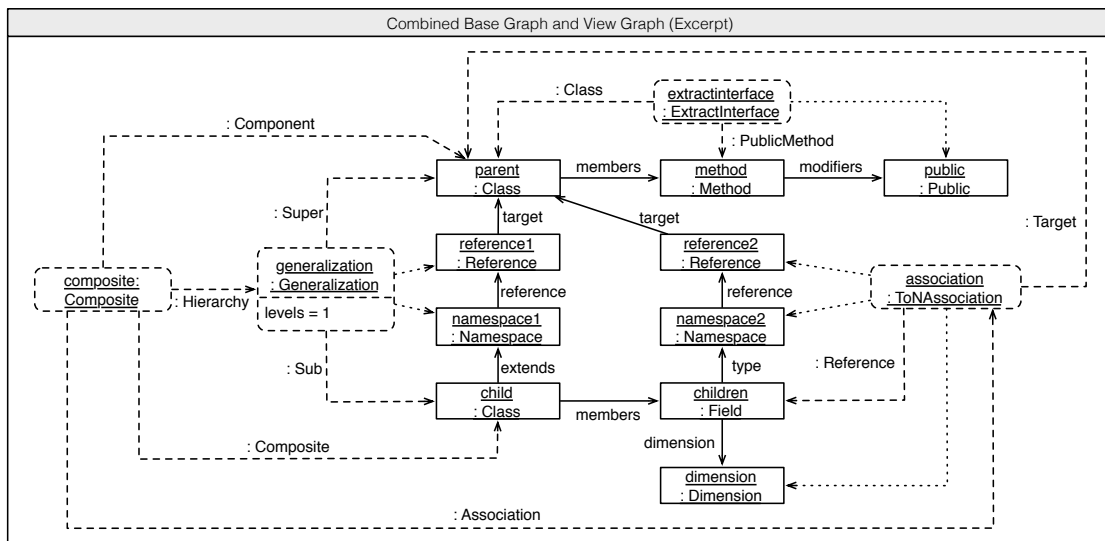 Combined Base Graph and View Graph (Excerpt)
extractinterface
: ExtractInterface
: Class
: Component
: PublicMethod
parent
: Class
members
method
: Method
modifiers
public
: Public
: Super
target
target
: Target
reference1
: Reference
reference2
: Reference
generalization
: Generalization
levels = 1
composite:
Composite
: Hierarchy
association
: ToNAssociation
reference
reference
namespace1
: Namespace
namespace2
: Namespace
: Sub
extends
type
: Reference
child
: Class
members
children
: Field
: Composite
dimension
dimension
: Dimension
: Association